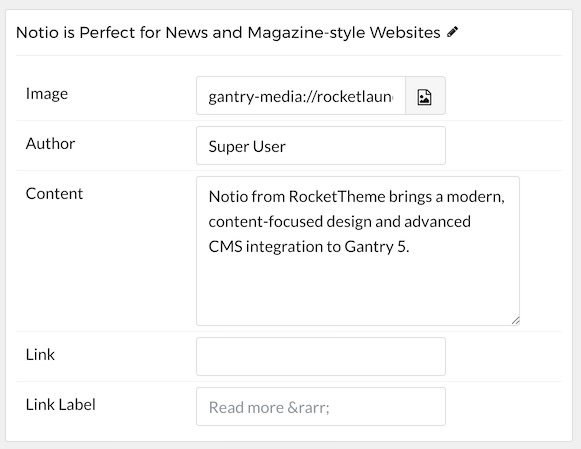 Notio is Perfect for News and Magazine-style Websites
Image
gantry-media://rocketlaun
Author
Super User
Content
Notio from RocketTheme brings a modern,
content-focused design and advanced
CMS integration to Gantry 5.
Link
Link Label
Read more &rarr;